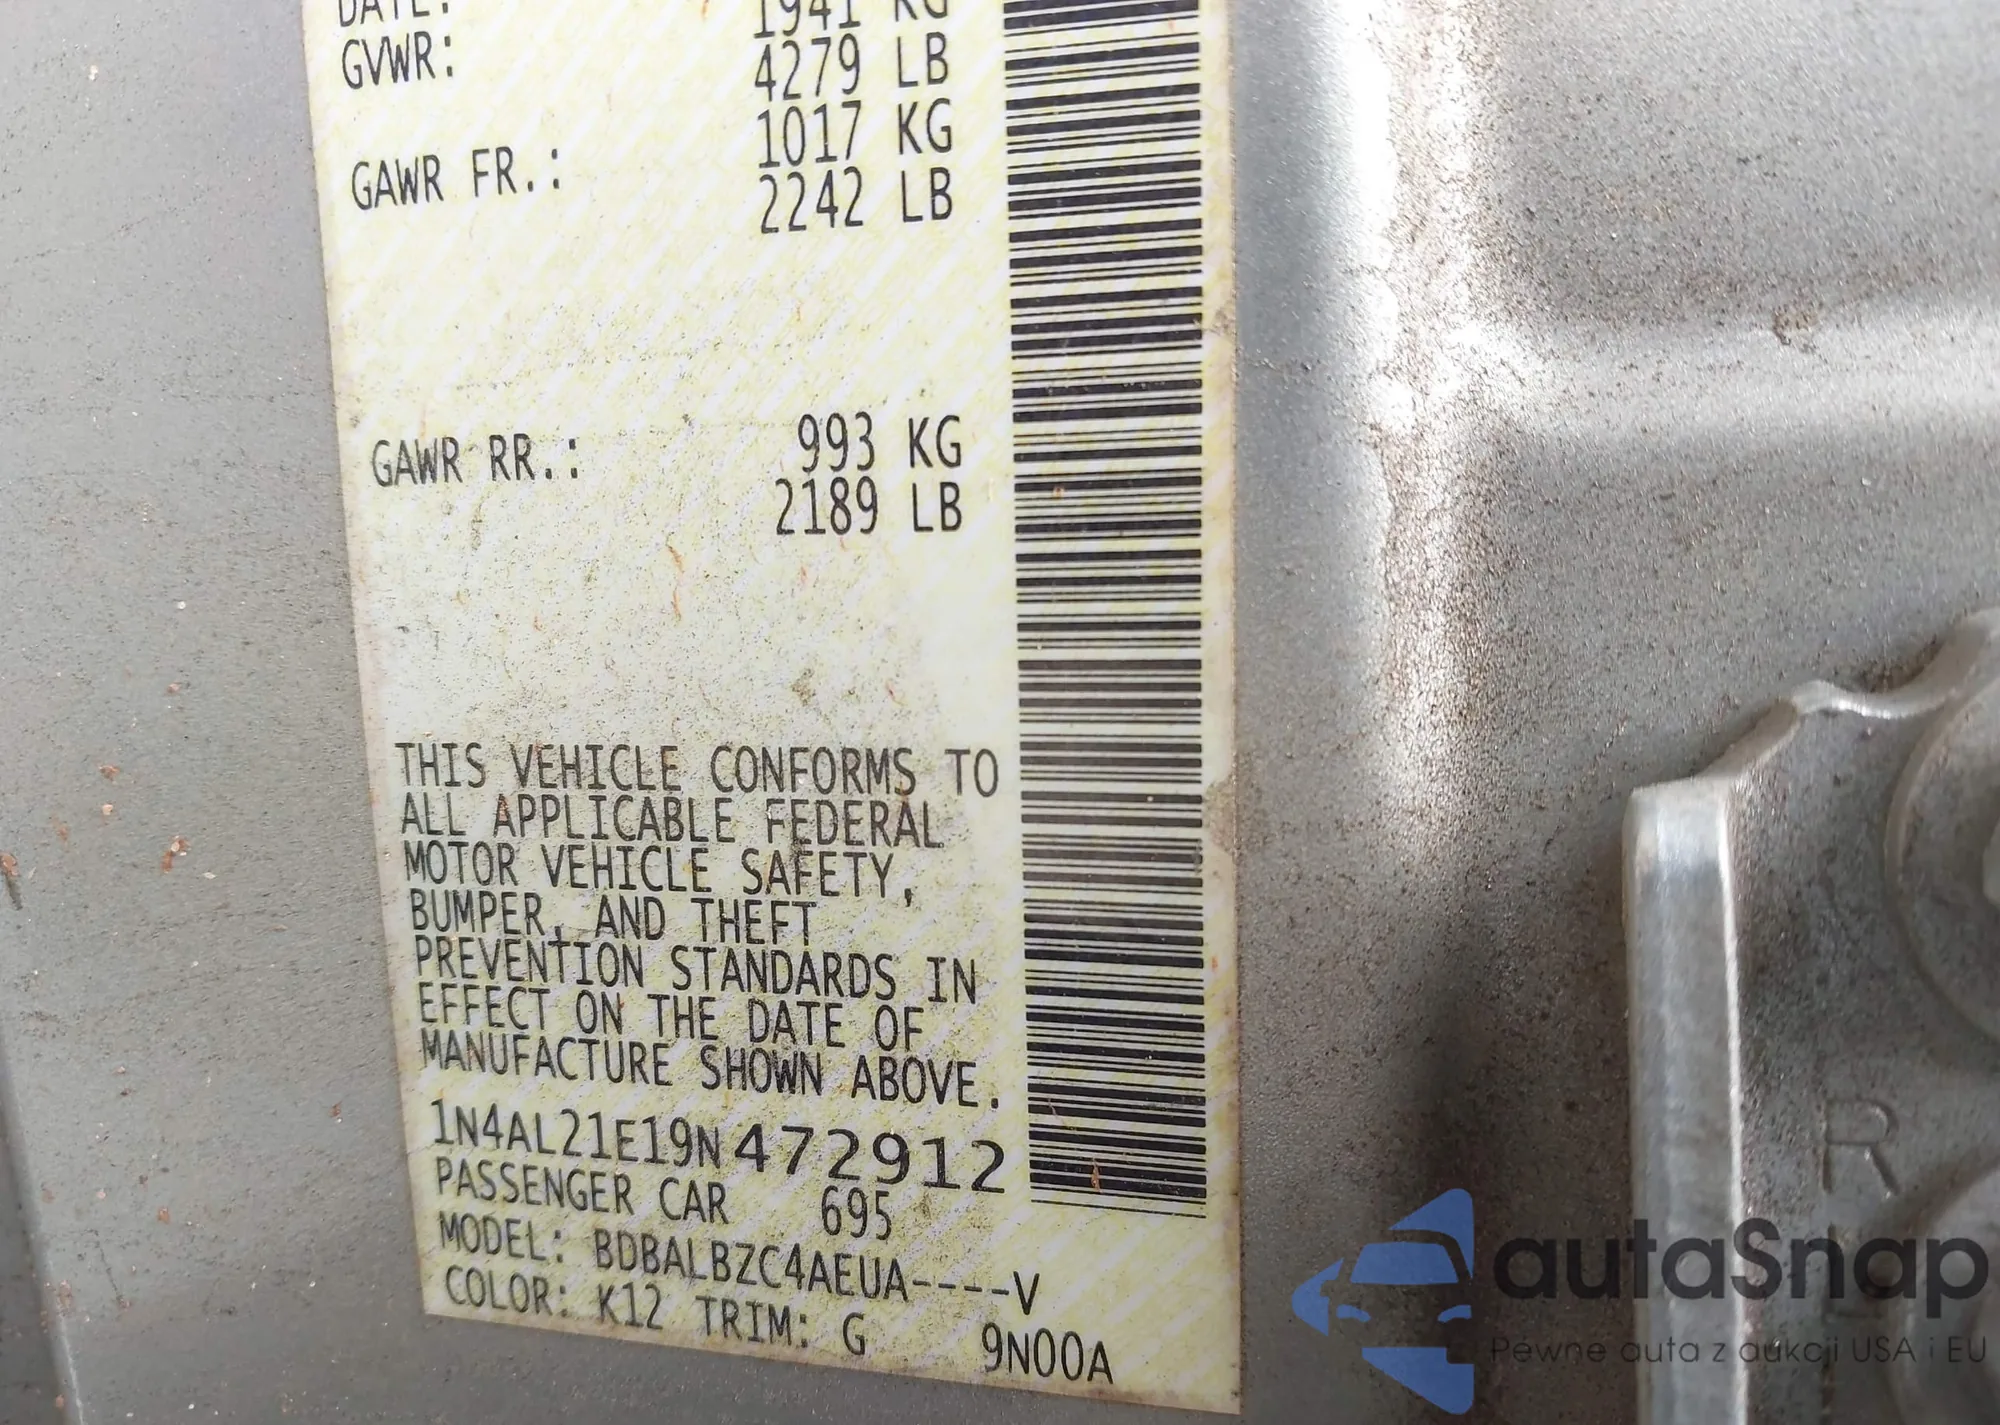 DATE:
1941 KG
GVWR:
4279 LB
1017 KG
GAWR FR.:
2242 LB
993 KG
GAWR RR.:
2189 LB
THIS VEHICLE CONFORMS TO
ALL APPLICABLE FEDERAL
MOTOR VEHICLE SAFETY,
BUMPER, AND THEFT
PREVENTION STANDARDS IN
EFFECT ON THE DATE OF
MANUFACTURE SHOWN ABOVE.
1N4AL21E19N472912
PASSENGER CAR 695
MODEL: BDBALBZC4AEUA----V
COLOR: K12 TRIM: G 9N00A
R
autaSnap
Pewne auta z aukcji USA i EU